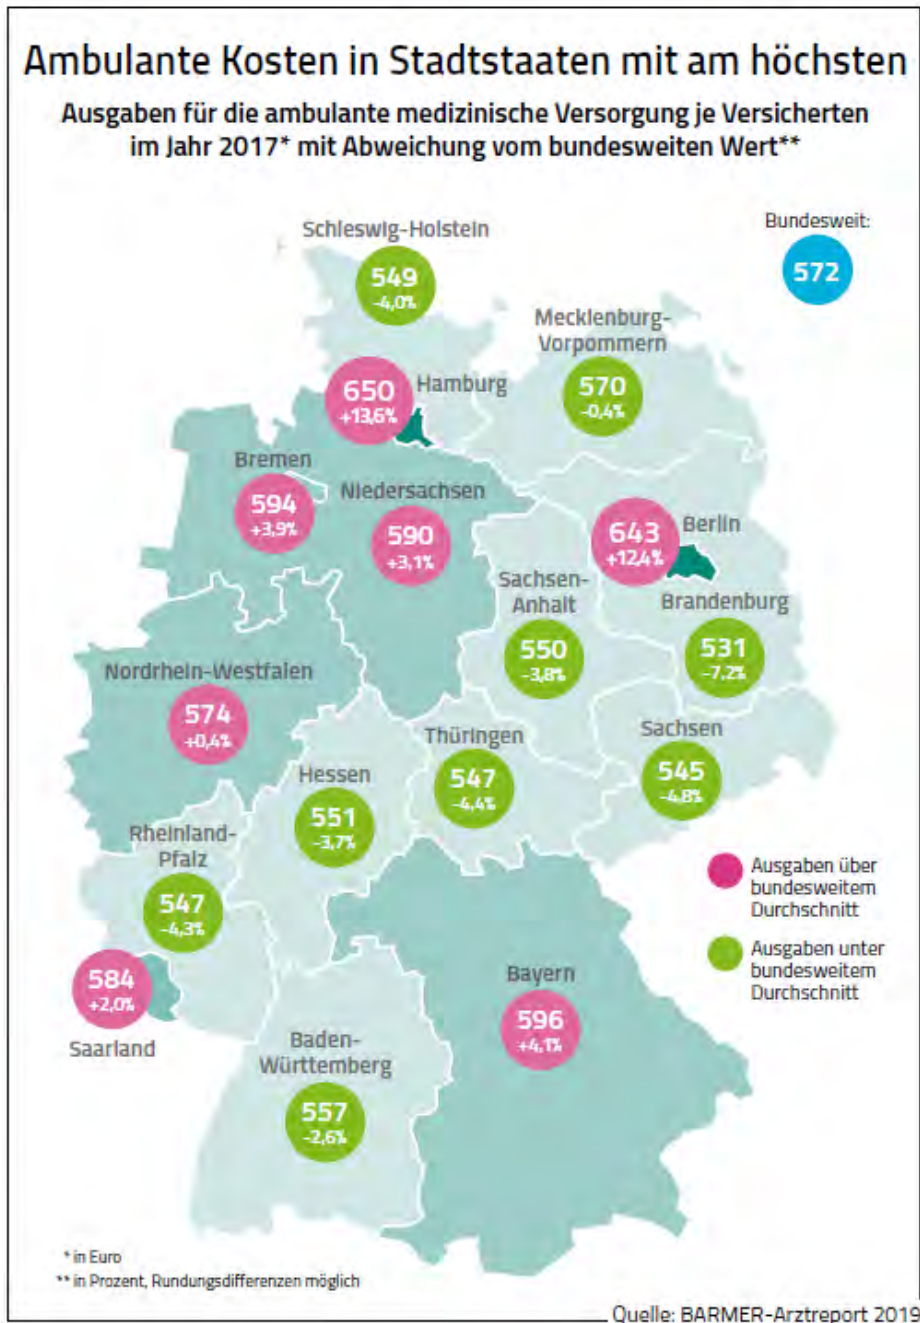 Ambulante Kosten in Stadtstaaten mit am höchsten
Ausgaben für die ambulante medizinische Versorgung je Versicherten
im Jahr 2017* mit Abweichung vom bundesweiten Wert**
Bundesweit:
572
Schleswig-Holstein
549
-4,0%
Mecklenburg-
Vorpommern
570
-0,4%
Hamburg
650
+13,6%
Bremen
594
+3,9%
Niedersachsen
590
+3,1%
Berlin
643
+12,4%
Sachsen-
Anhalt
550
-3,8%
Brandenburg
531
-7,2%
Nordrhein-Westfalen
574
+0,4%
Thüringen
547
-4,4%
Sachsen
545
-4,8%
Hessen
551
-3,7%
Rheinland-
Pfalz
547
-4,3%
584
+2,0%
Saarland
Bayern
596
+4,1%
Baden-
Württemberg
557
-2,6%
Ausgaben über
bundesweitem
Durchschnitt
Ausgaben unter
bundesweitem
Durchschnitt
* in Euro
** in Prozent, Rundungsdifferenzen möglich
Quelle: BARMER-Arztreport 2019